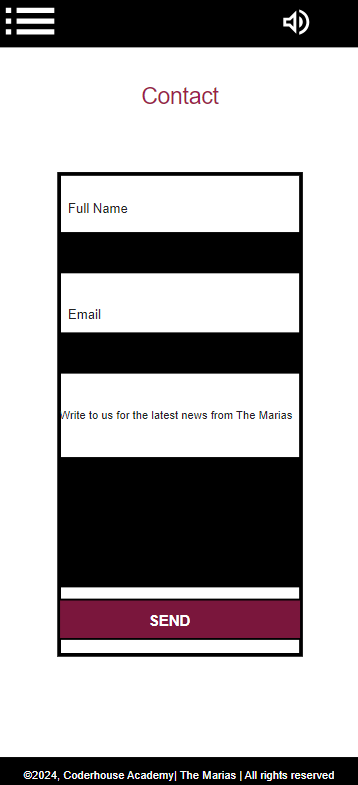 Contact
Full Name
Email
Write to us for the latest news from The Marias
SEND
©2024, Coderhouse Academy| The Marias | All rights reserved